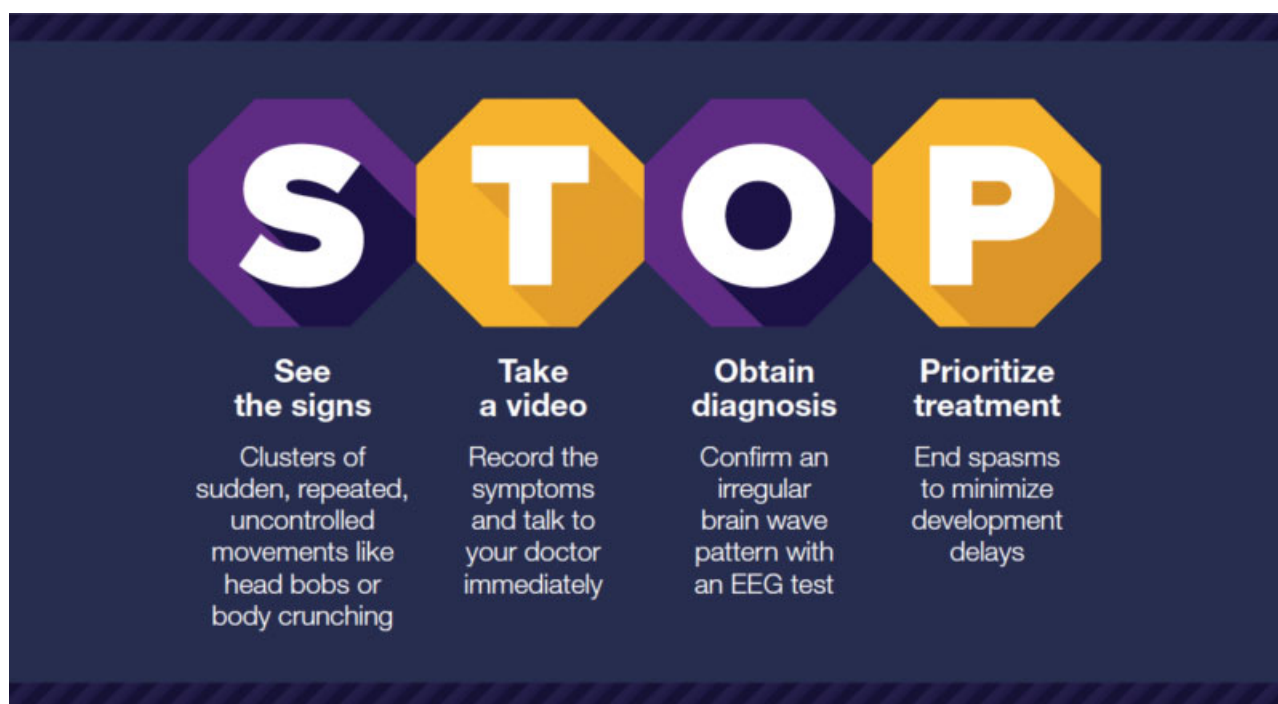 STOP
See
the signs
Clusters of
sudden, repeated,
uncontrolled
movements like
head bobs or
body crunching
Take
a video
Record the
symptoms
and talk to
your doctor
immediately
Obtain
diagnosis
Confirm an
irregular
brain wave
pattern with
an EEG test
Prioritize
treatment
End spasms
to minimize
development
delays